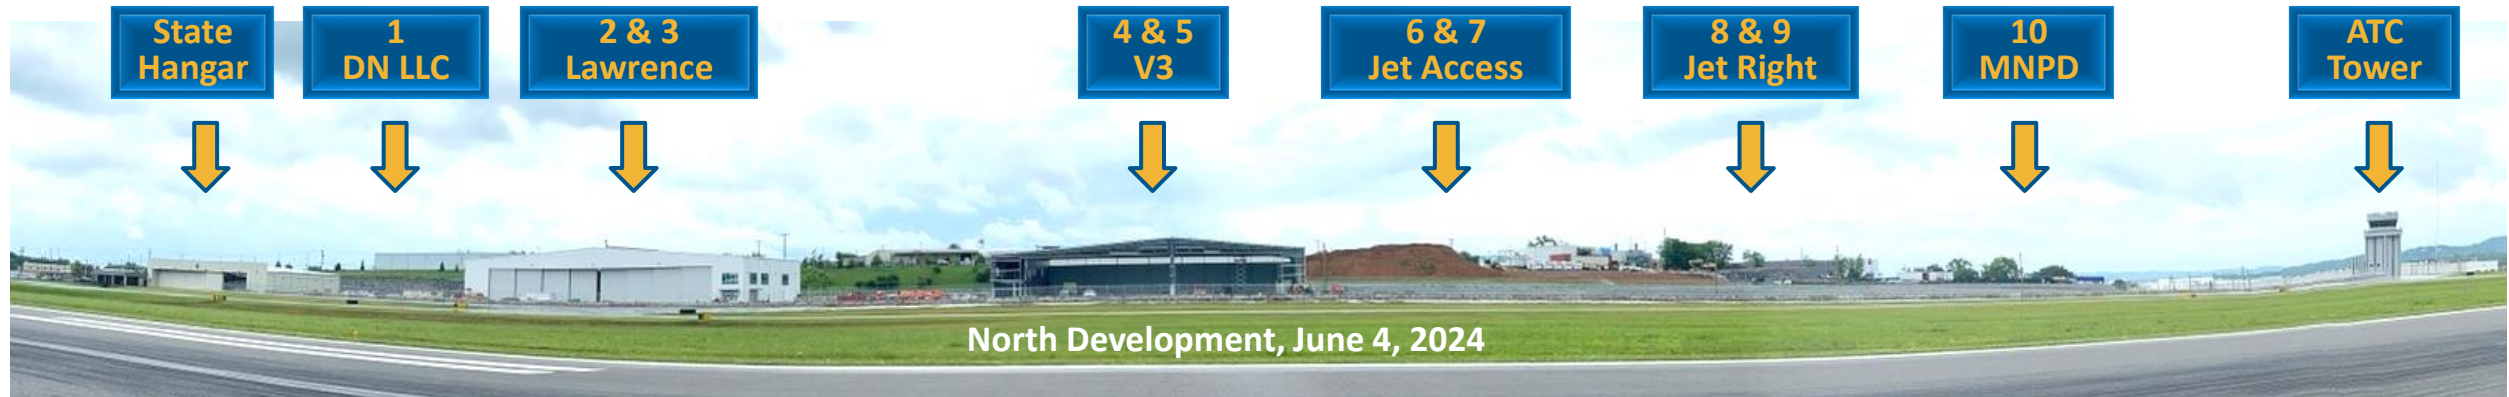 State
Hangar
1
DN LLC
2 & 3
Lawrence
4 & 5
V3
6 & 7
Jet Access
8 & 9
Jet Right
10
MNPD
ATC
Tower
North Development, June 4, 2024